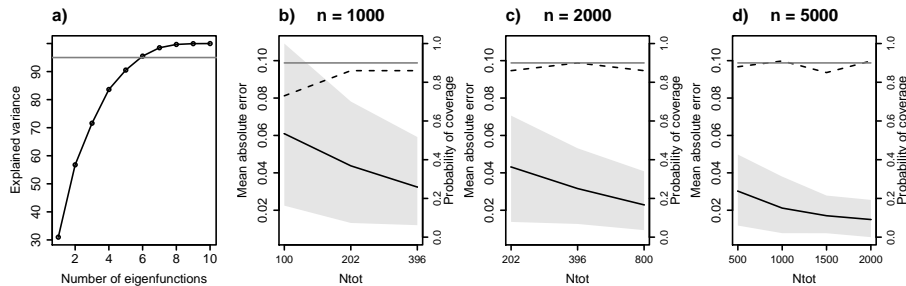 a)
b) n = 1000
c) n = 2000
d) n = 5000
Explained variance
30 40 50 60 70 80 90
2 4 6 8 10
Number of eigenfunctions
Mean absolute error
0.02 0.04 0.06 0.08 0.10
100 202 396
Ntot
0.0 0.2 0.4 0.6 0.8 1.0
Probability of coverage
Mean absolute error
0.02 0.04 0.06 0.08 0.10
202 396 800
Ntot
0.0 0.2 0.4 0.6 0.8 1.0
Probability of coverage
Mean absolute error
0.02 0.04 0.06 0.08 0.10
500 1000 1500 2000
Ntot
0.0 0.2 0.4 0.6 0.8 1.0
Probability of coverage